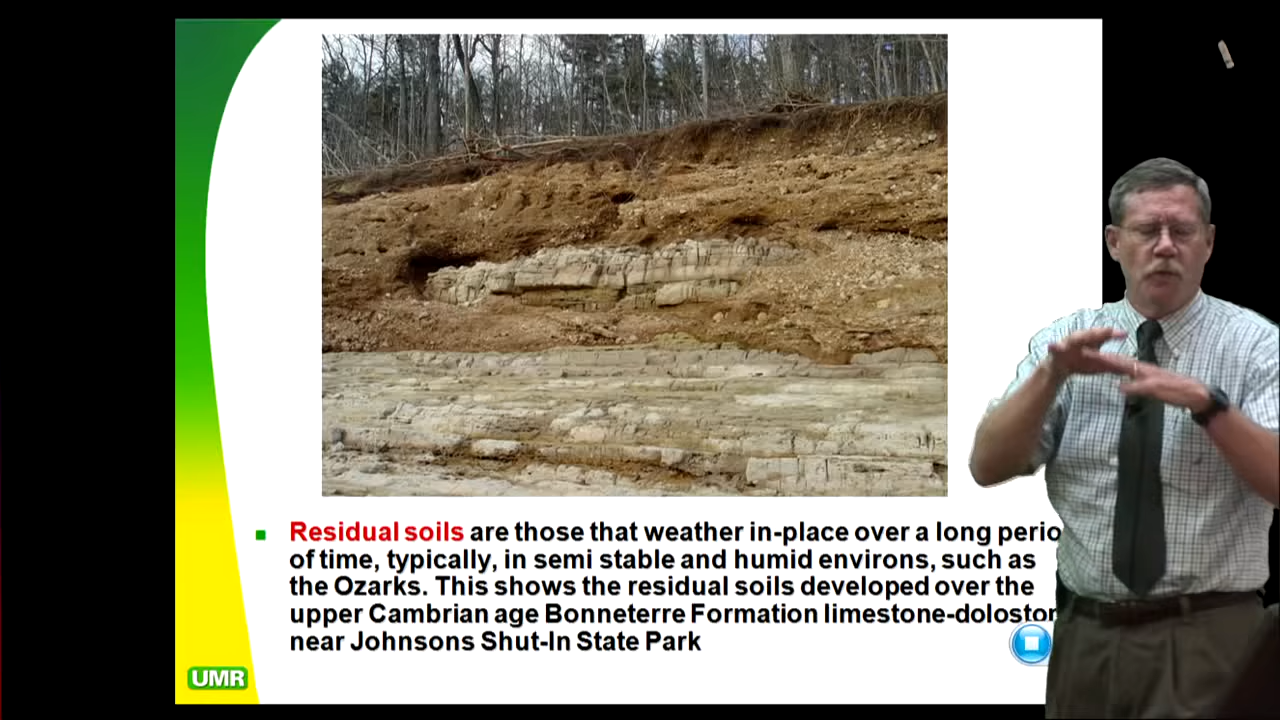 Residual soils are those that weather in-place over a long perio
of time, typically, in semi stable and humid environs, such as
the Ozarks. This shows the residual soils developed over the
upper Cambrian age Bonneterre Formation limestone-dolostor
near Johnsons Shut-In State Park
UMR